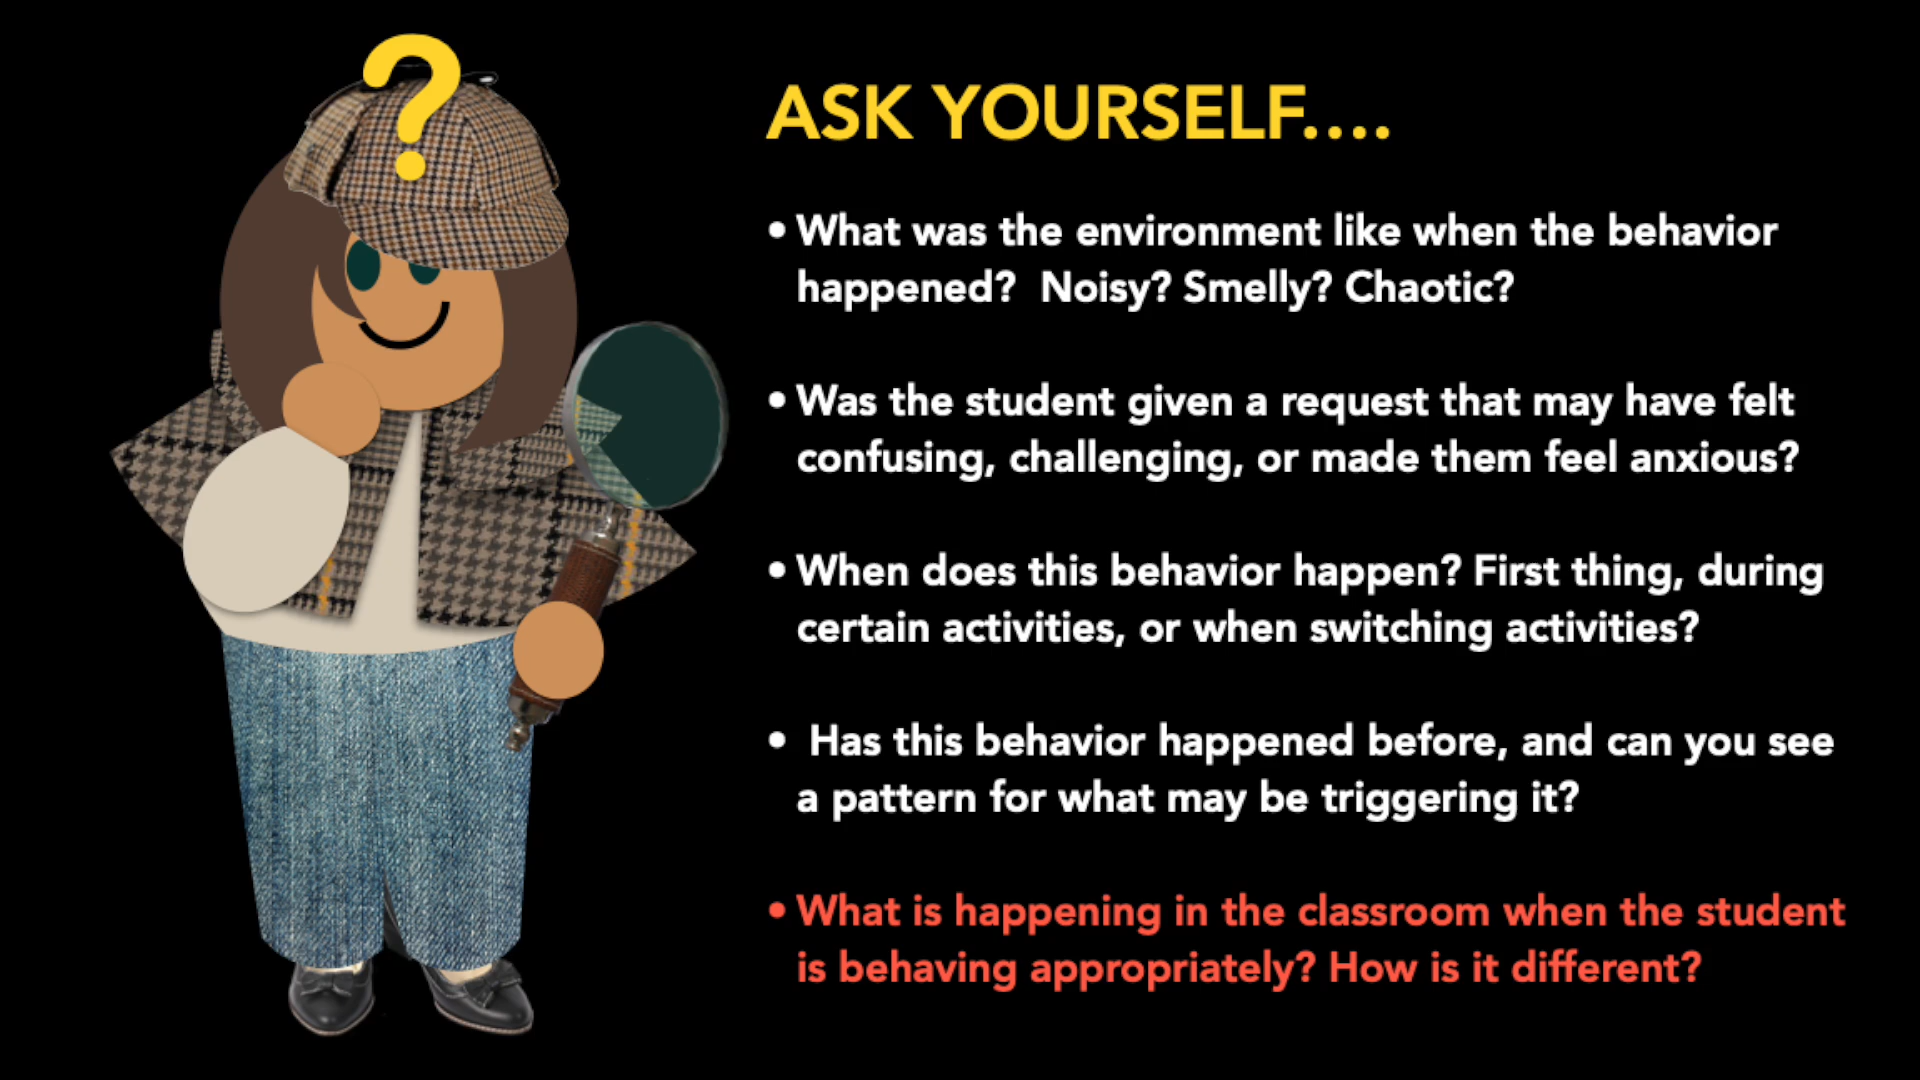 ?
ASK YOURSELF....
• What was the environment like when the behavior
happened?  Noisy? Smelly? Chaotic?
• Was the student given a request that may have felt
confusing, challenging, or made them feel anxious?
• When does this behavior happen? First thing, during
certain activities, or when switching activities?
•  Has this behavior happened before, and can you see
a pattern for what may be triggering it?
• What is happening in the classroom when the student
is behaving appropriately? How is it different?